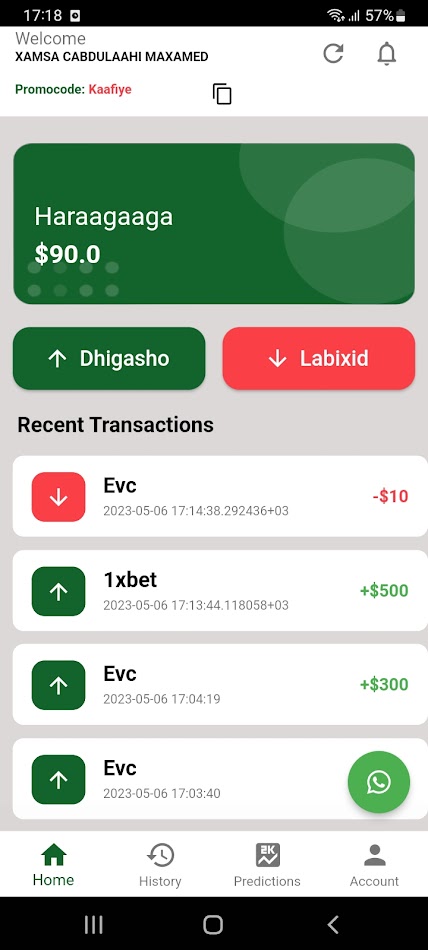 17:18 57%
Welcome
XAMSA CABDULAAHI MAXAMED
Promocode: Kaafiye
Haraagaaga
$90.0
Dhigasho Labixid
Recent Transactions
Evc
-$10
2023-05-06 17:14:38.292436+03
1xbet
+$500
2023-05-06 17:13:44.118058+03
Evc
+$300
2023-05-06 17:04:19
Evc
2023-05-06 17:03:40
2K
Home History Predictions Account